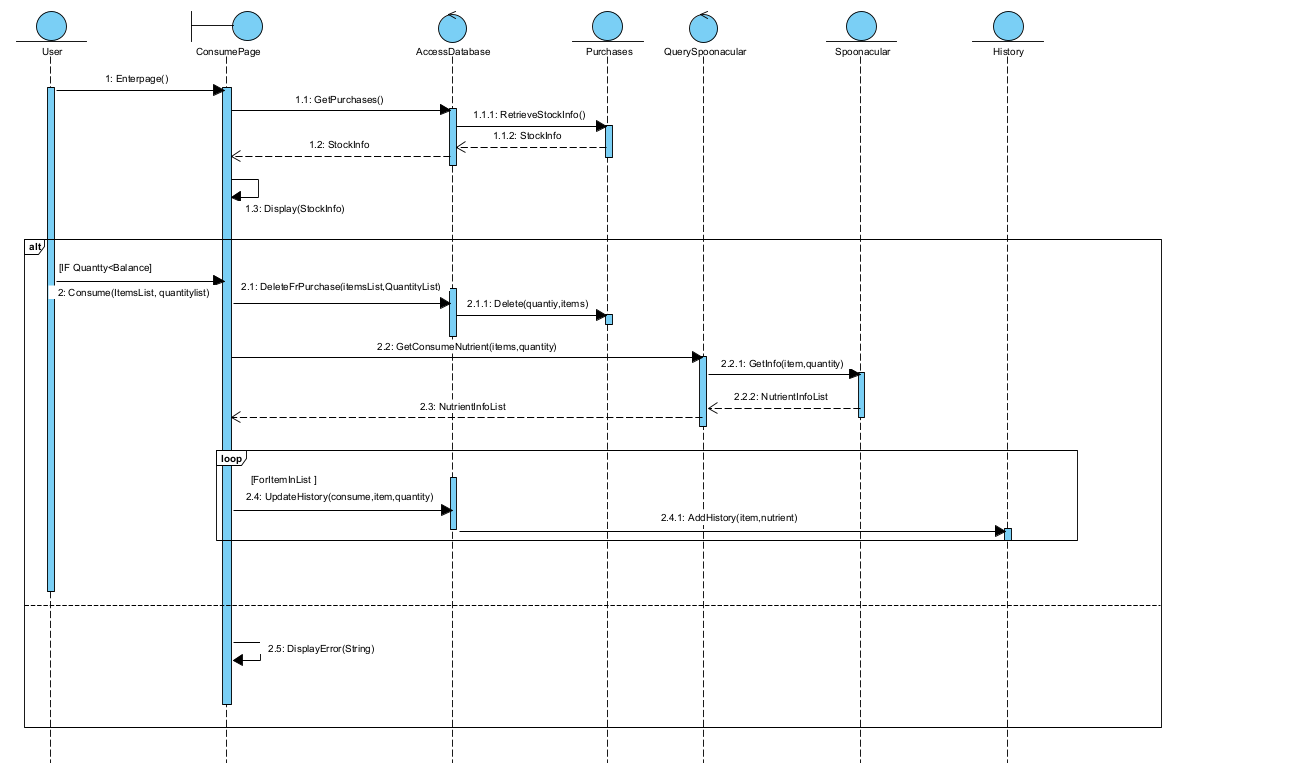 User
ConsumePage
AccessDatabase
Purchases
QuerySpoonacular
Spoonacular
History
1: Enterpage()
1.1: GetPurchases()
1.1.1: RetrieveStockInfo()
1.1.2: StockInfo
1.2: StockInfo
1.3: Display(StockInfo)
alt
[IF Quantty<Balance]
2: Consume(ItemsList, quantitylist)
2.1: DeleteFrPurchase(itemsList,QuantityList)
2.1.1: Delete(quantiy,items)
2.2: GetConsumeNutrient(items,quantity)
2.2.1: GetInfo(item,quantity)
2.2.2: NutrientInfoList
2.3: NutrientInfoList
loop
[ForItemInList ]
2.4: UpdateHistory(consume,item,quantity)
2.4.1: AddHistory(item,nutrient)
2.5: DisplayError(String)